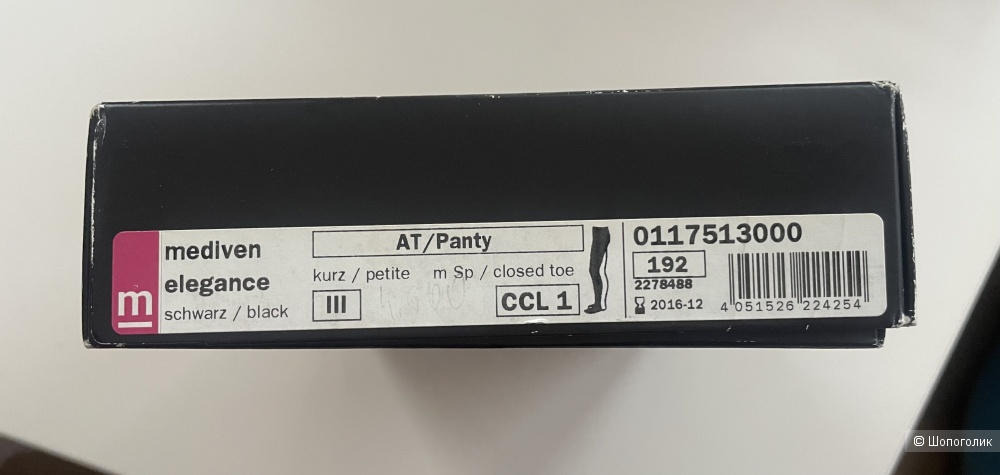 m
mediven
elegance
schwarz / black
AT/Panty
kurz / petite m Sp / closed toe
III
CCL 1
0117513000
192
2278488
2016-12
4 051526 224254
© Шопоголик